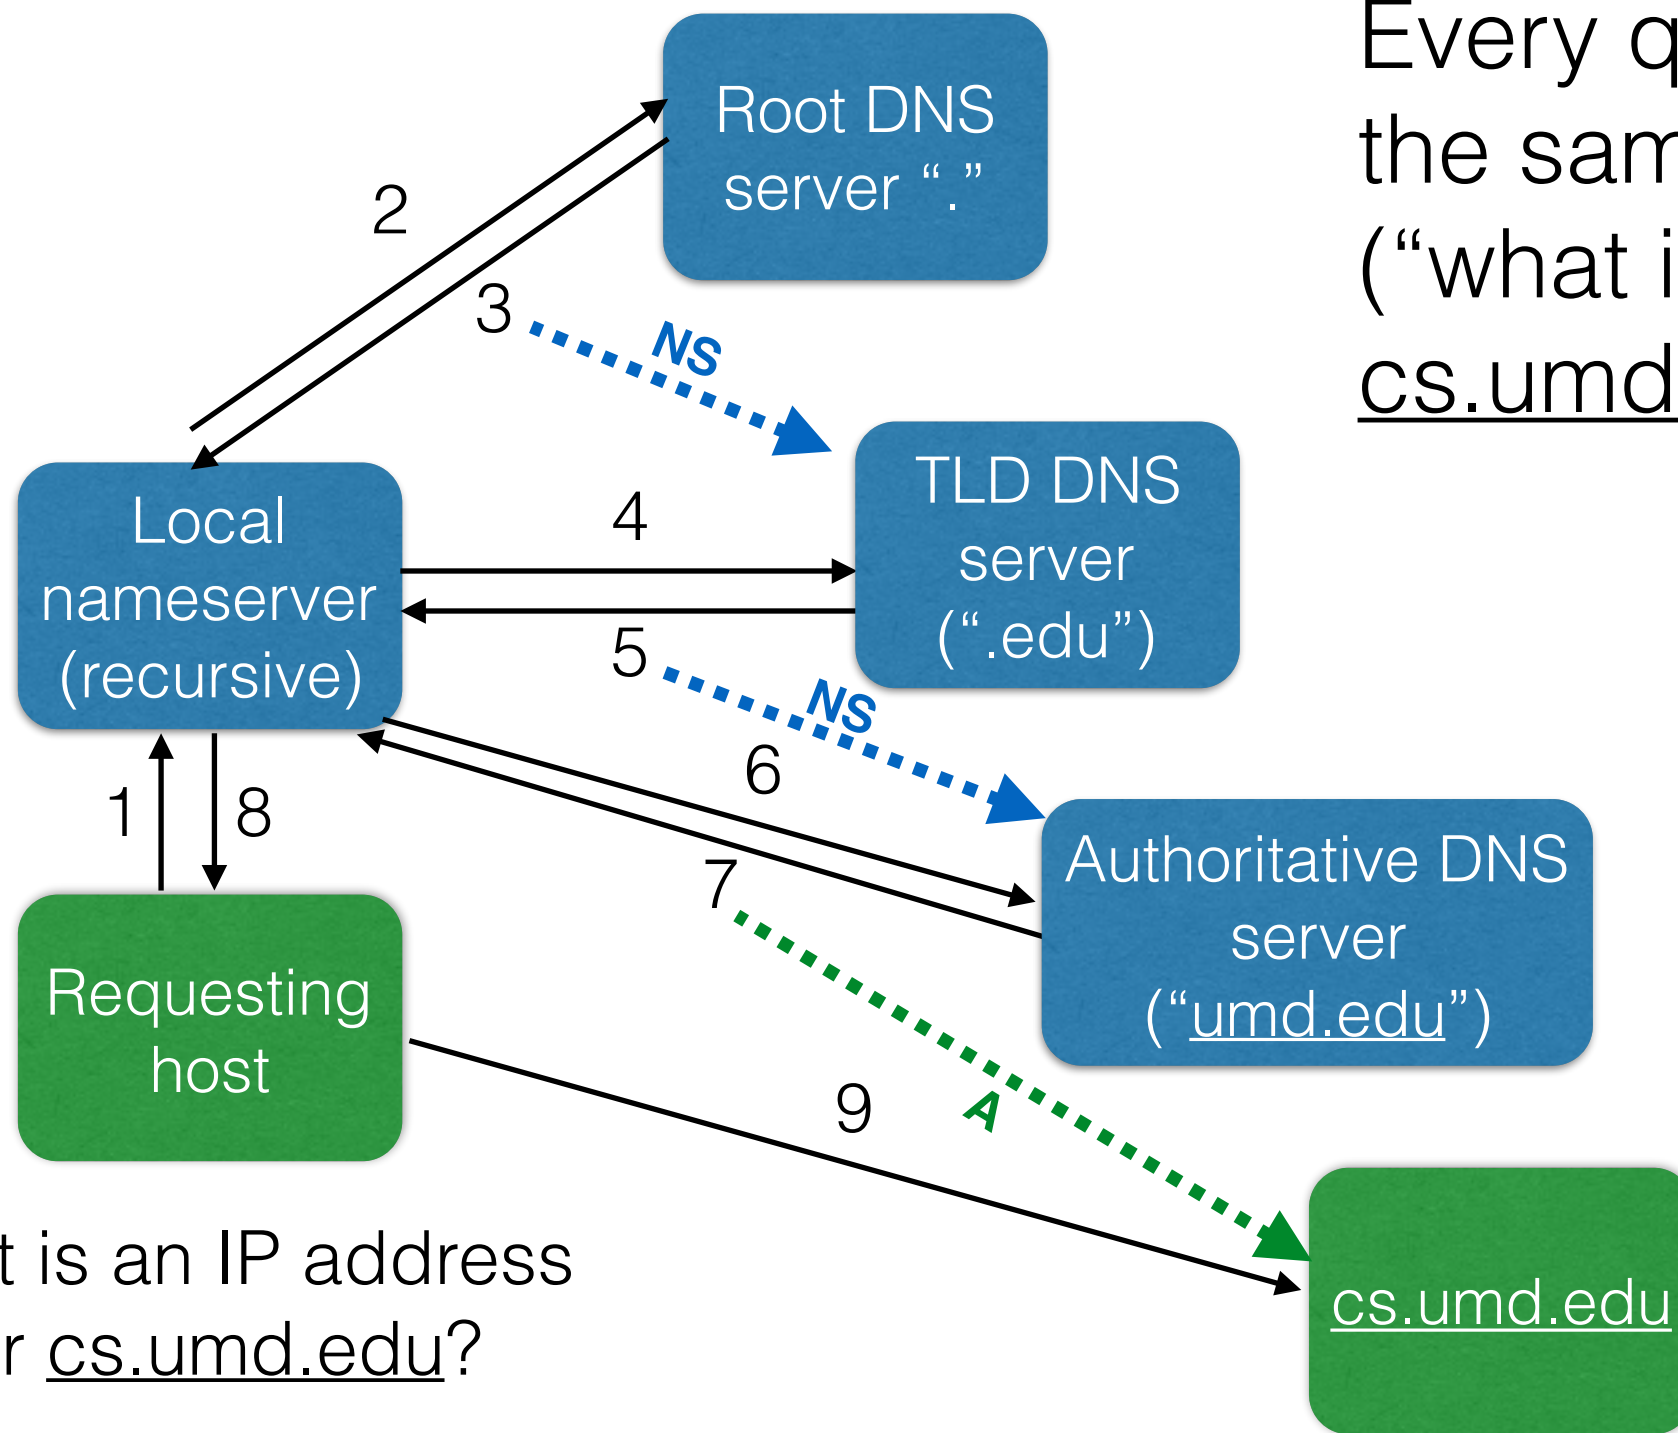 Root DNS
server “.”
Every
the
(“what
cs.umd
2
3
NS
Local
nameserver
(recursive)
4
TLD DNS
server
(“.edu”)
5
NS
6
1
8
7
Authoritative DNS
server
(“umd.edu”)
Requesting
host
9
A
is an IP address
cs.umd.edu?
cs.umd.edu